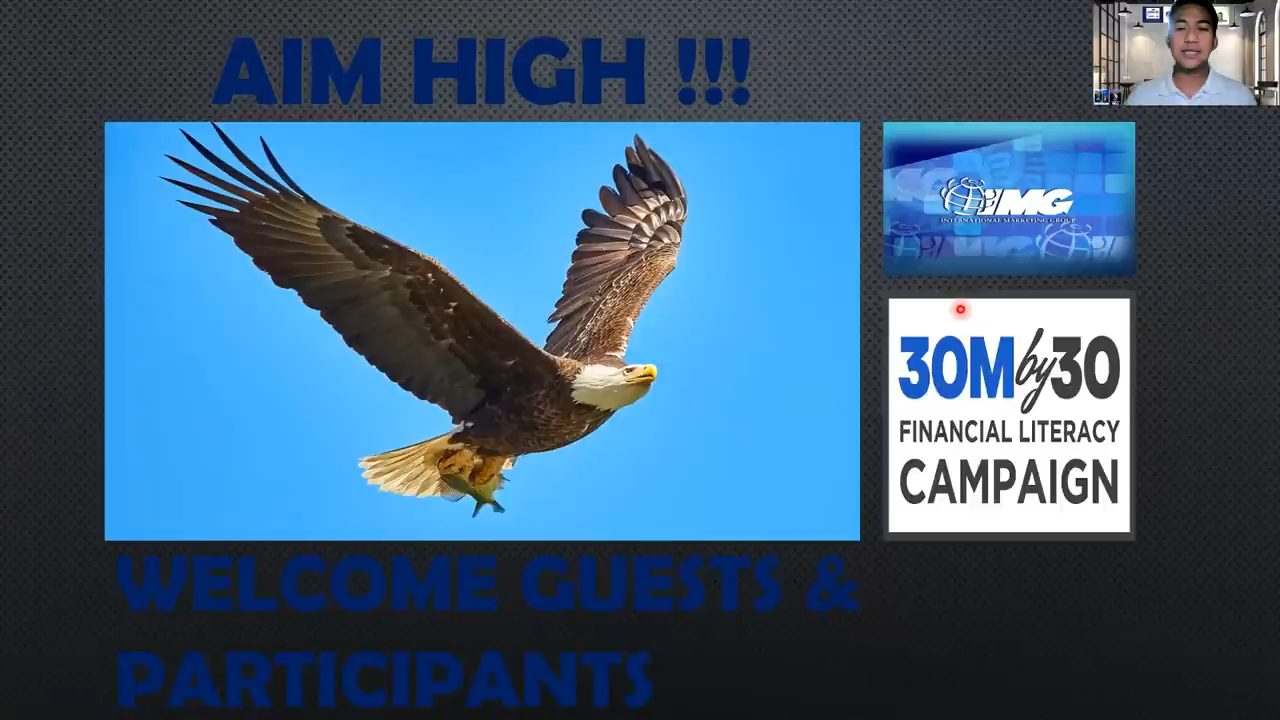 AIM HIGH !!!
IMG
INTERNATIONAL MARKETING GROUP
30M by 30
FINANCIAL LITERACY
CAMPAIGN
WELCOME GUESTS &
PARTICIPANTS